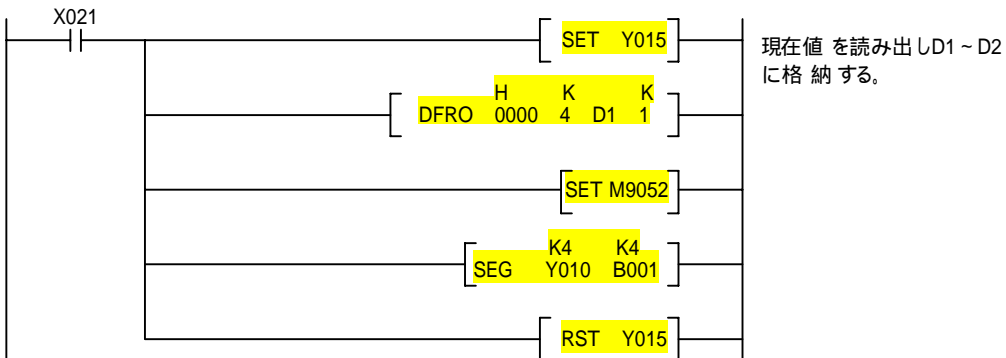 X021
SET Y015
現在値 を読み出しD1 ~ D2
に格 納 する。
H K K
DFRO 0000 4 D1 1
SET M9052
K4 K4
SEG Y010 B001
RST Y015